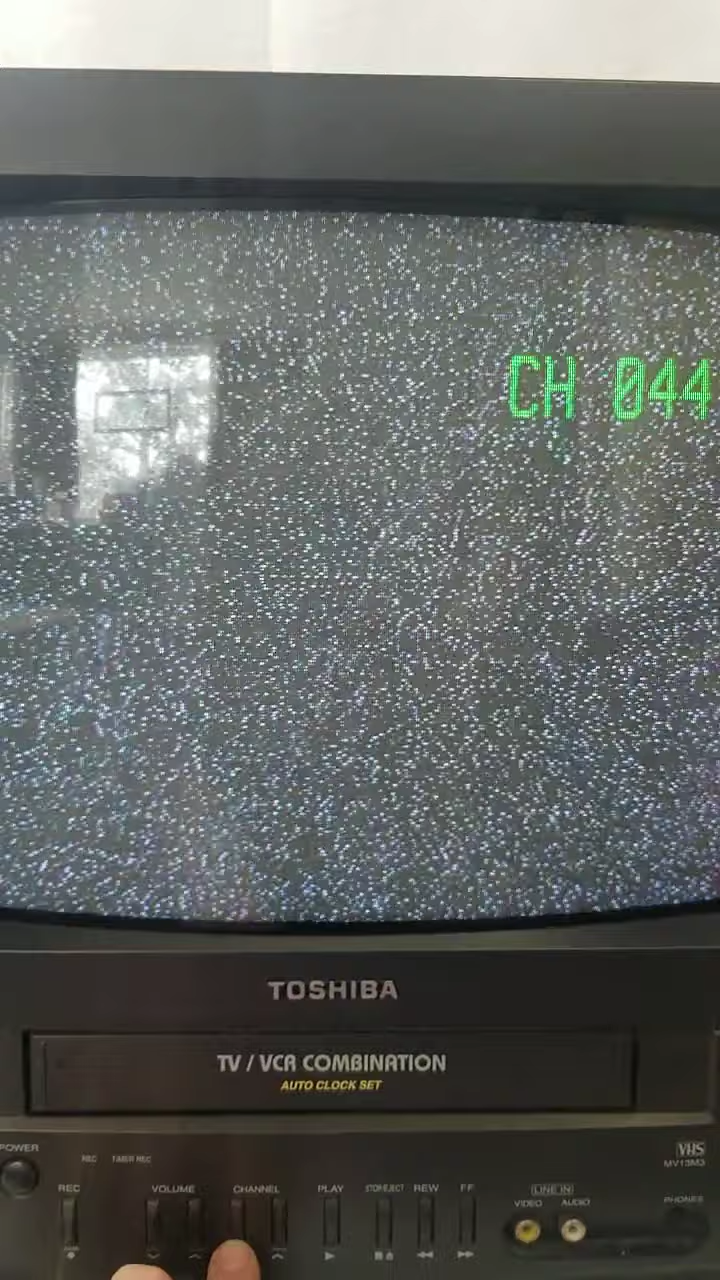 CH 044
TOSHIBA
TV / VCR COMBINATION
AUTO CLOCK SET
POWER
REC TIMER REC
VHS
MV13M3
REC VOLUME CHANNEL PLAY STOP/EJECT REW FF
LINE IN
VIDEO AUDIO
PHONES